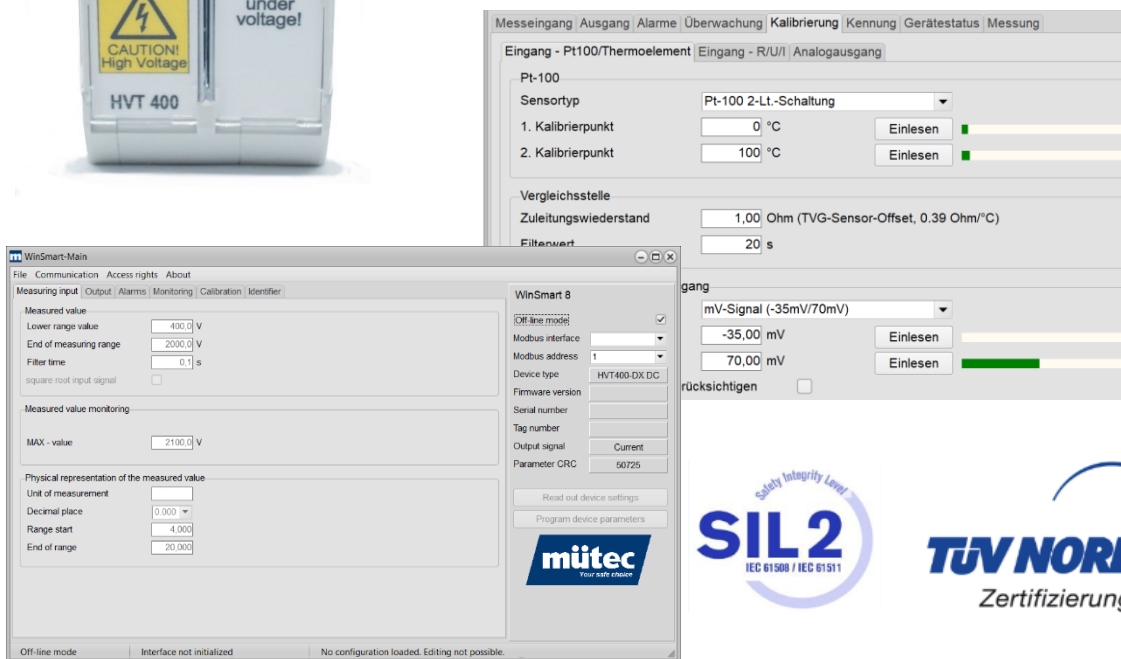 under
voltage!
CAUTION!
High Voltage
HVT 400
Messeingang Ausgang Alarme Überwachung Kalibrierung Kennung Gerätestatus Messung
Eingang - Pt100/Thermoelement Eingang - R/U/I Analogausgang
Pt-100
Sensortyp Pt-100 2-Lt.-Schaltung
1. Kalibrierpunkt 0 °C Einlesen
2. Kalibrierpunkt 100 °C Einlesen
Vergleichsstelle
Zuleitungswiederstand 1,00 Ohm (TVG-Sensor-Offset, 0.39 Ohm/°C)
Filterwert 20 s
gang
mV-Signal (-35mV/70mV)
-35,00 mV Einlesen
70,00 mV Einlesen
rücksichtigen
WinSmart-Main
File Communication Access rights About
Measuring input Output Alarms Monitoring Calibration Identifier
Measured value
Lower range value 400,0 V
End of measuring range 2000,0 V
Filter time 0,1 s
square root input signal
Measured value monitoring
MAX - value 2100,0 V
Physical representation of the measured value
Unit of measurement
Decimal place 0.000
Range start 4,000
End of range 20,000
WinSmart 8
Off-line mode
Modbus interface
Modbus address 1
Device type HVT400-DX DC
Firmware version
Serial number
Tag number
Output signal Current
Parameter CRC 50725
Read out device settings
Program device parameters
mütec
Your safe choice
Off-line mode Interface not initialized No configuration loaded. Editing not possible.
Safety Integrity Level
SIL2
IEC 61508 / IEC 61511
TÜV NOR
Zertifizierung